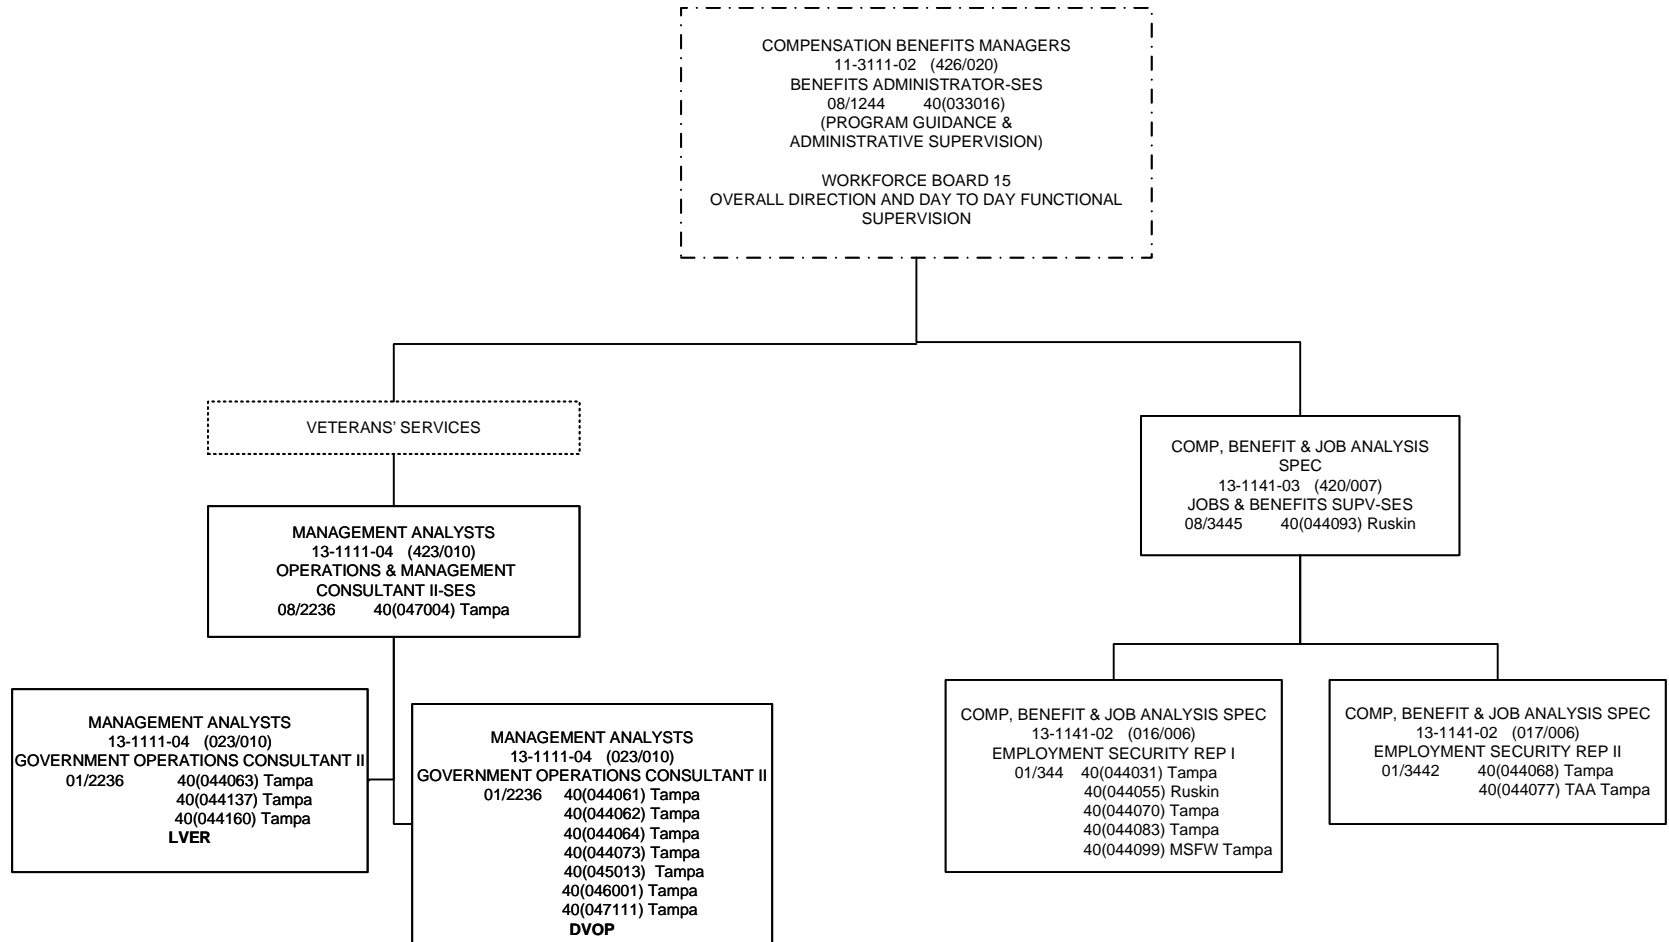 COMPENSATION BENEFITS MANAGERS
11-3111-02 (426/020)
BENEFITS ADMINISTRATOR-SES
08/1244 40(033016)
(PROGRAM GUIDANCE &
ADMINISTRATIVE SUPERVISION)
WORKFORCE BOARD 15
OVERALL DIRECTION AND DAY TO DAY FUNCTIONAL
SUPERVISION
VETERANS' SERVICES
MANAGEMENT ANALYSTS
13-1111-04 (423/010)
OPERATIONS & MANAGEMENT
CONSULTANT II-SES
08/2236 40(047004) Tampa
MANAGEMENT ANALYSTS
13-1111-04 (023/010)
GOVERNMENT OPERATIONS CONSULTANT II
01/2236 40(044063) Tampa
40(044137) Tampa
40(044160) Tampa
LVER
MANAGEMENT ANALYSTS
13-1111-04 (023/010)
GOVERNMENT OPERATIONS CONSULTANT II
01/2236 40(044061) Tampa
40(044062) Tampa
40(044064) Tampa
40(044073) Tampa
40(045013) Tampa
40(046001) Tampa
40(047111) Tampa
DVOP
COMP, BENEFIT & JOB ANALYSIS
SPEC
13-1141-03 (420/007)
JOBS & BENEFITS SUPV-SES
08/3445 40(044093) Ruskin
COMP, BENEFIT & JOB ANALYSIS SPEC
13-1141-02 (016/006)
EMPLOYMENT SECURITY REP I
01/344 40(044031) Tampa
40(044055) Ruskin
40(044070) Tampa
40(044083) Tampa
40(044099) MSFW Tampa
COMP, BENEFIT & JOB ANALYSIS SPEC
13-1141-02 (017/006)
EMPLOYMENT SECURITY REP II
01/3442 40(044068) Tampa
40(044077) TAA Tampa